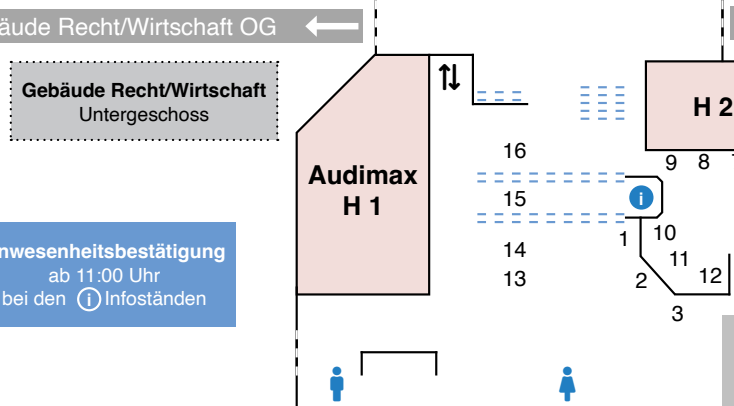 äude Recht/Wirtschaft OG
Gebäude Recht/Wirtschaft
Untergeschoss
H 2
9 8
16
Audimax
H 1
15
i
1
10
14
11
nwesenheitsbestätigung
ab 11:00 Uhr
bei den i Infoständen
13
2
12
3